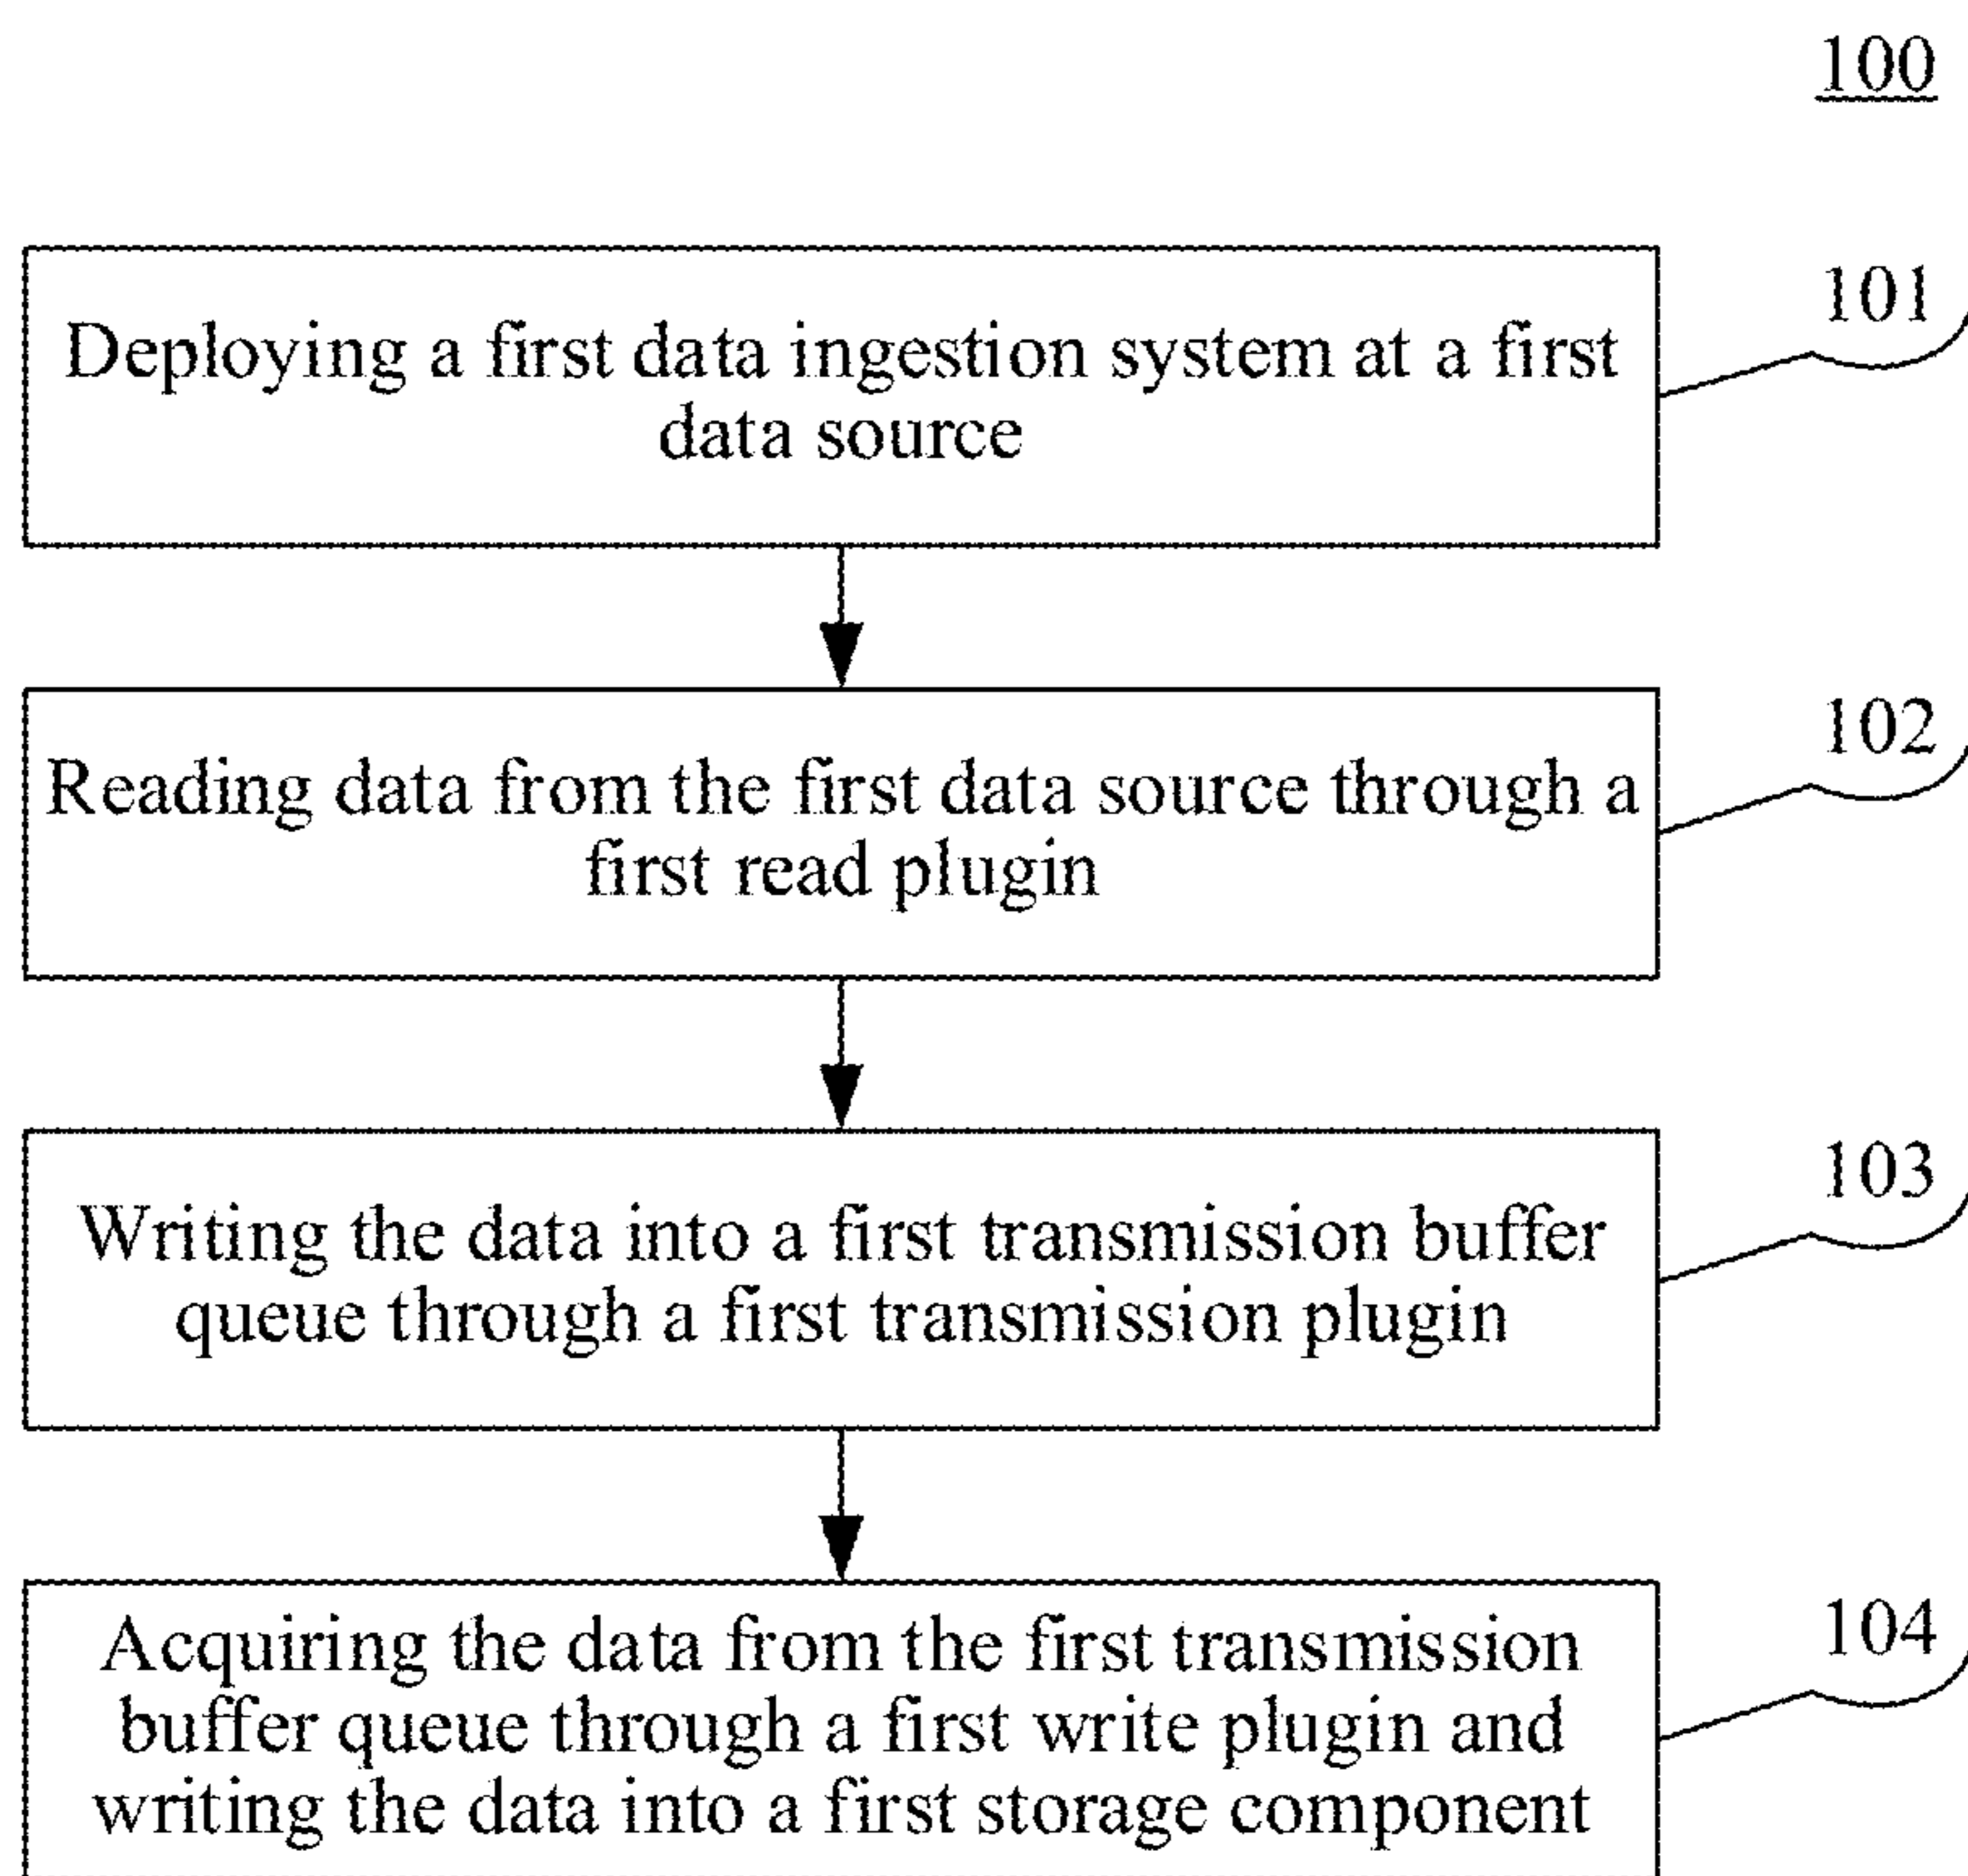 100
101
Deploying a first data ingestion system at a first
data source
102
Reading data from the first data source through a
first read plugin
103
Writing the data into a first transmission buffer
queue through a first transmission plugin
104
Acquiring the data from the first transmission
buffer queue through a first write plugin and
writing the data into a first storage component